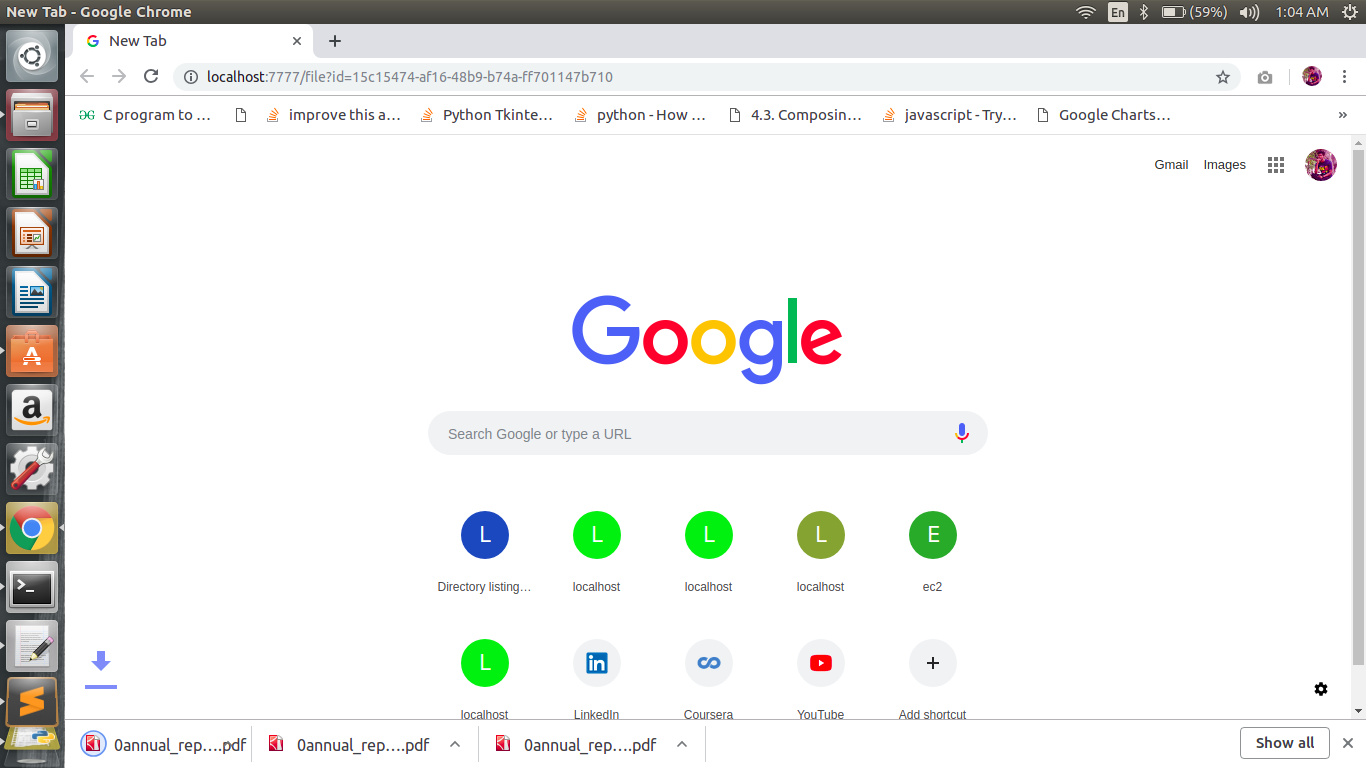 New Tab - Google Chrome
En (59%) 1:04 AM
New Tab
localhost:7777/file?id=15c15474-af16-48b9-b74a-ff701147b710
C program to ... improve this a... Python Tkinte... python - How ... 4.3. Composin... javascript - Try... Google Charts... »
Gmail Images
Google
Search Google or type a URL
L L L L E
Directory listing... localhost localhost localhost ec2
L in
localhost LinkedIn Coursera YouTube Add shortcut
0annual_rep....pdf 0annual_rep....pdf 0annual_rep....pdf Show all